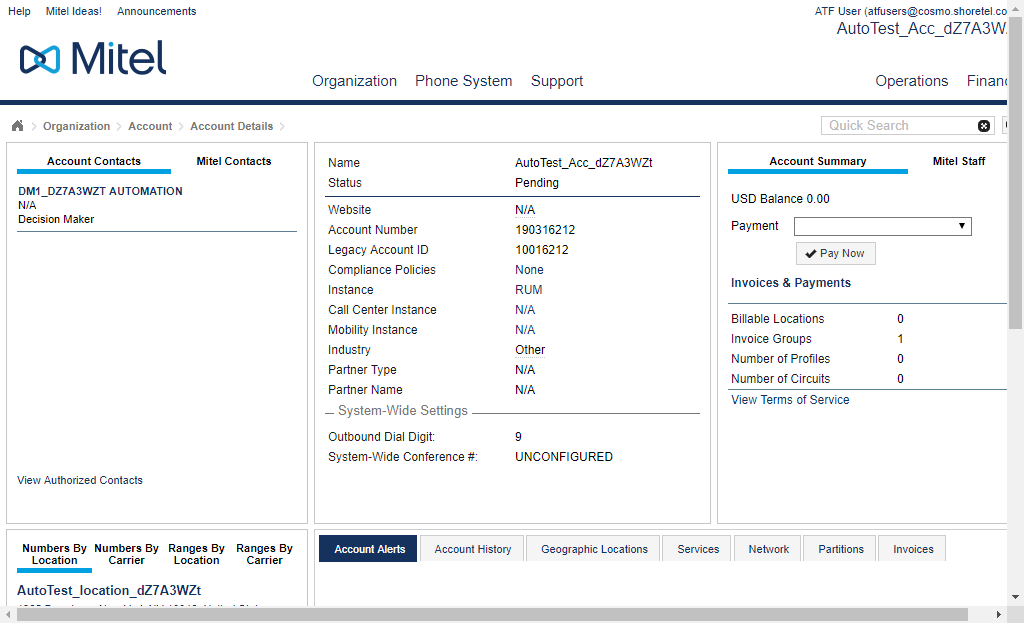 Help Mitel Ideas! Announcements
ATF User (atfusers@cosmo.shoretel.co
AutoTest_Acc_dZ7A3W
Mitel
Organization Phone System Support Operations Financ
Organization Account Account Details
Quick Search
Account Contacts Mitel Contacts
DM1_DZ7A3WZT AUTOMATION
N/A
Decision Maker
View Authorized Contacts
Name AutoTest_Acc_dZ7A3WZt
Status Pending
Website N/A
Account Number 190316212
Legacy Account ID 10016212
Compliance Policies None
Instance RUM
Call Center Instance N/A
Mobility Instance N/A
Industry Other
Partner Type N/A
Partner Name N/A
System-Wide Settings
Outbound Dial Digit: 9
System-Wide Conference #: UNCONFIGURED
Account Summary Mitel Staff
USD Balance 0.00
Payment
Pay Now
Invoices & Payments
Billable Locations 0
Invoice Groups 1
Number of Profiles 0
Number of Circuits 0
View Terms of Service
Numbers By Location Numbers By Carrier Ranges By Location Ranges By Carrier
AutoTest_location_dZ7A3WZt
Account Alerts Account History Geographic Locations Services Network Partitions Invoices